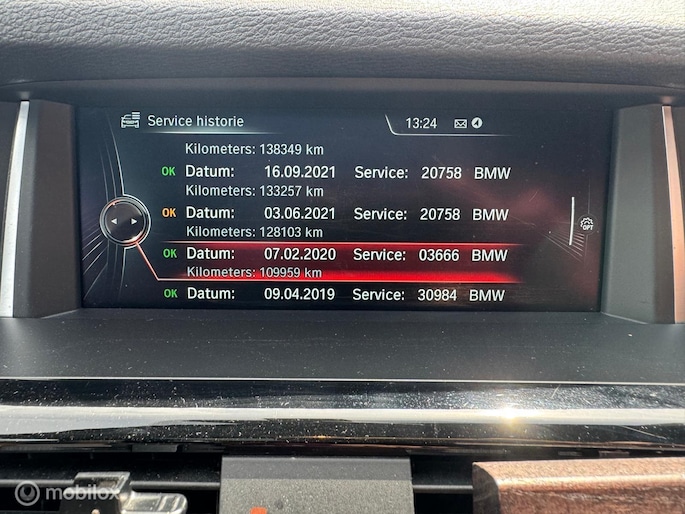 Service historie 13:24
Kilometers: 138349 km
OK Datum: 16.09.2021 Service: 20758 BMW
Kilometers: 133257 km
OK Datum: 03.06.2021 Service: 20758 BMW
Kilometers: 128103 km
OK Datum: 07.02.2020 Service: 03666 BMW
Kilometers: 109959 km
OK Datum: 09.04.2019 Service: 30984 BMW
OPT
mobilox